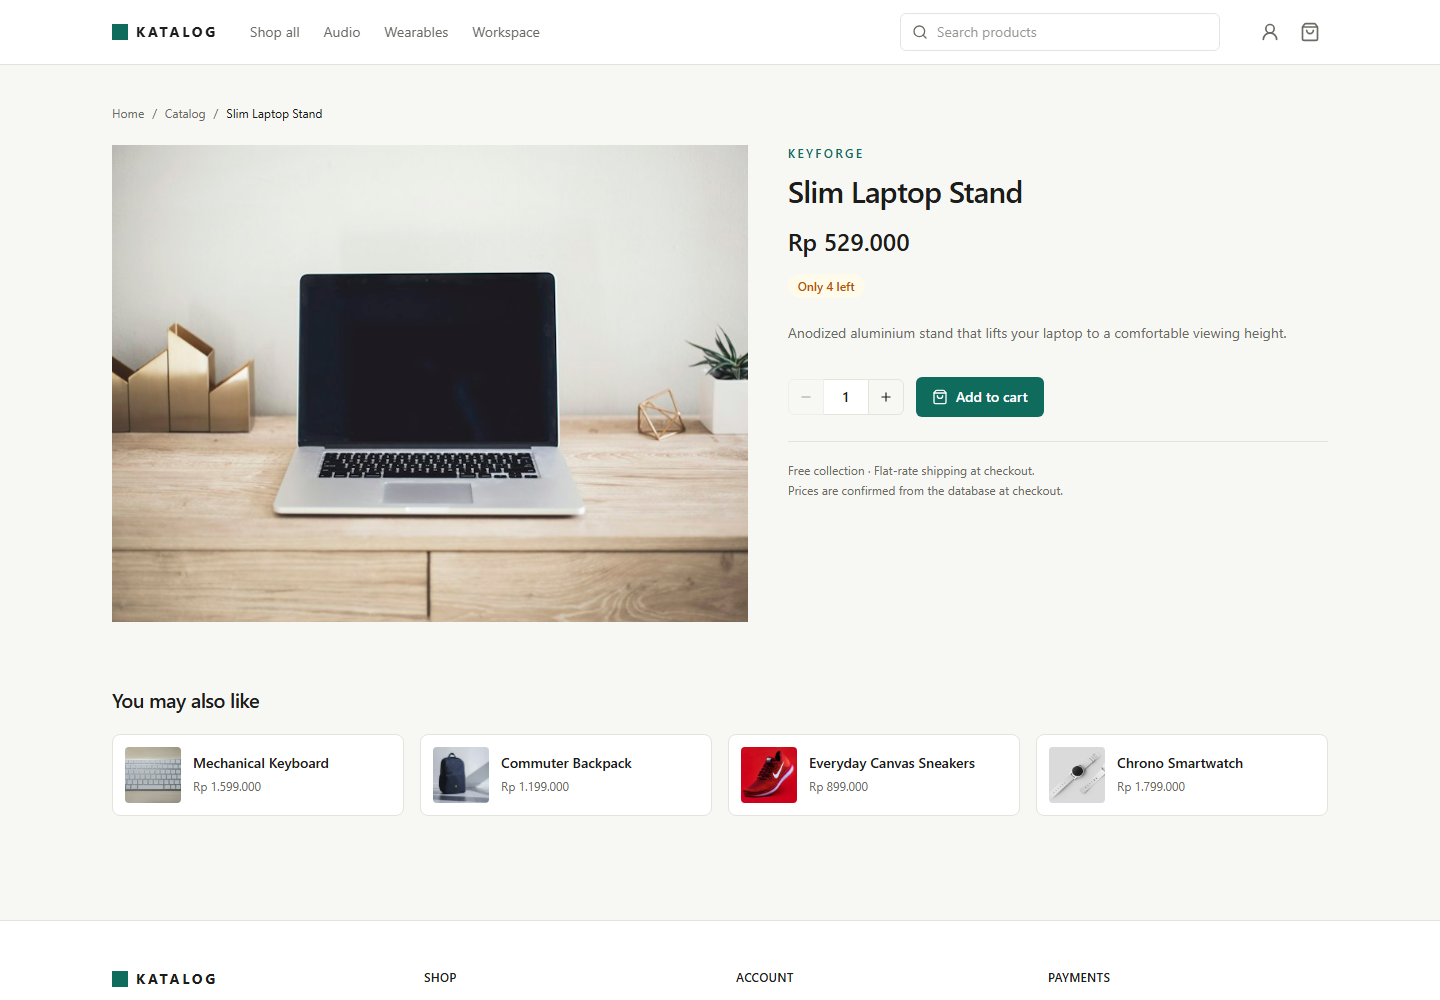 KATALOG
Shop all
Audio
Wearables
Workspace
Search products
Home / Catalog / Slim Laptop Stand
KEYFORGE
Slim Laptop Stand
Rp 529.000
Only 4 left
Anodized aluminium stand that lifts your laptop to a comfortable viewing height.
1
Add to cart
Free collection · Flat-rate shipping at checkout.
Prices are confirmed from the database at checkout.
You may also like
Mechanical Keyboard
Rp 1.599.000
Commuter Backpack
Rp 1.199.000
Everyday Canvas Sneakers
Rp 899.000
Chrono Smartwatch
Rp 1.799.000
KATALOG
SHOP
ACCOUNT
PAYMENTS